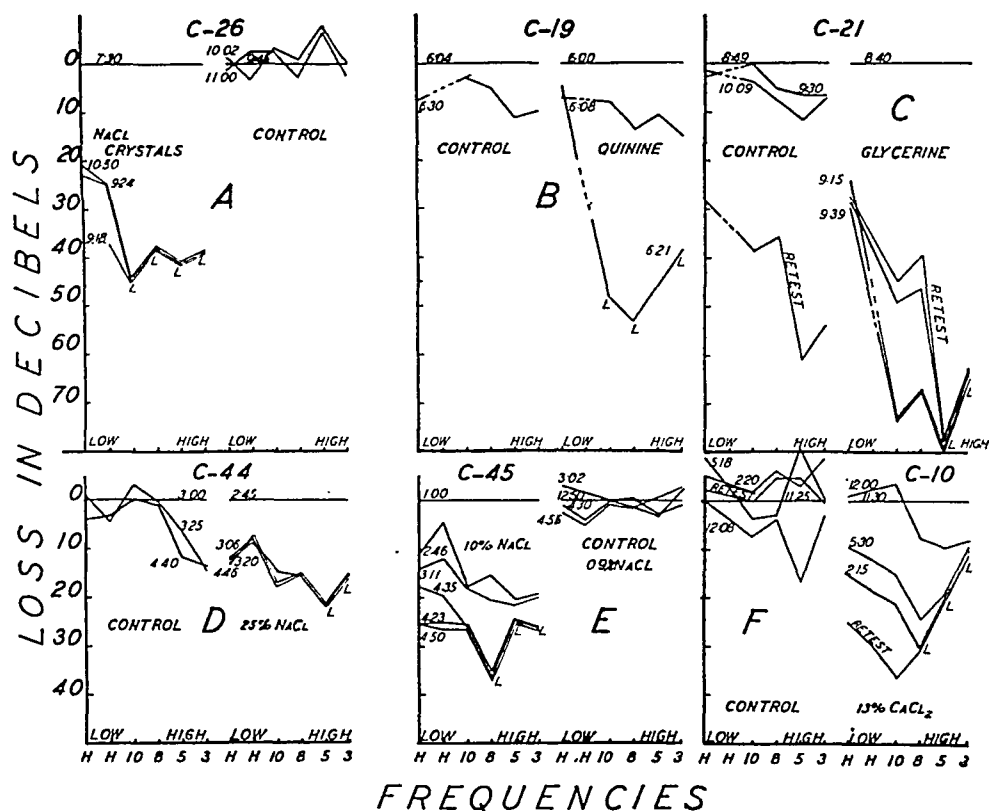 C-26
C-19
C-21
LOSS IN DECIBELS
0
10
20
30
40
50
60
70
7:30
10:02
9:45
11:00
NACL CRYSTALS
CONTROL
10:50
9:24
9:18
A
L
L
L
LOW HIGH LOW HIGH
6:04
6:30
CONTROL
6:00
6:08
QUININE
B
6:21
L
L
L
LOW HIGH LOW HIGH
8:49
10:09
9:30
CONTROL
RETEST
8:40
C
GLYCERINE
9:15
9:39
RETEST
L
L
LOW HIGH LOW HIGH
C-44
C-45
C-10
0
10
20
30
40
3:00
3:25
4:40
CONTROL
D
2:45
3:06
3:20
4:46
25% NACL
L
L
LOW HIGH LOW HIGH
H H 10 8 5 3 H H 10 8 5 3
1:00
2:46
10% NACL
3:11
4:35
4:23
4:50
L
L
L
E
3:02
12:50
4:30
4:56
CONTROL
0.9% NACL
LOW HIGH LOW HIGH
H H 10 8 5 3 H H 10 8 5 3
5:18
RETEST
2:20
11:25
12:08
F
CONTROL
12:00
11:30
5:30
2:15
RETEST
L
L
L
13% CACL2
LOW HIGH LOW HIGH
H H 10 8 5 3 H H 10 8 5 3
FREQUENCIES